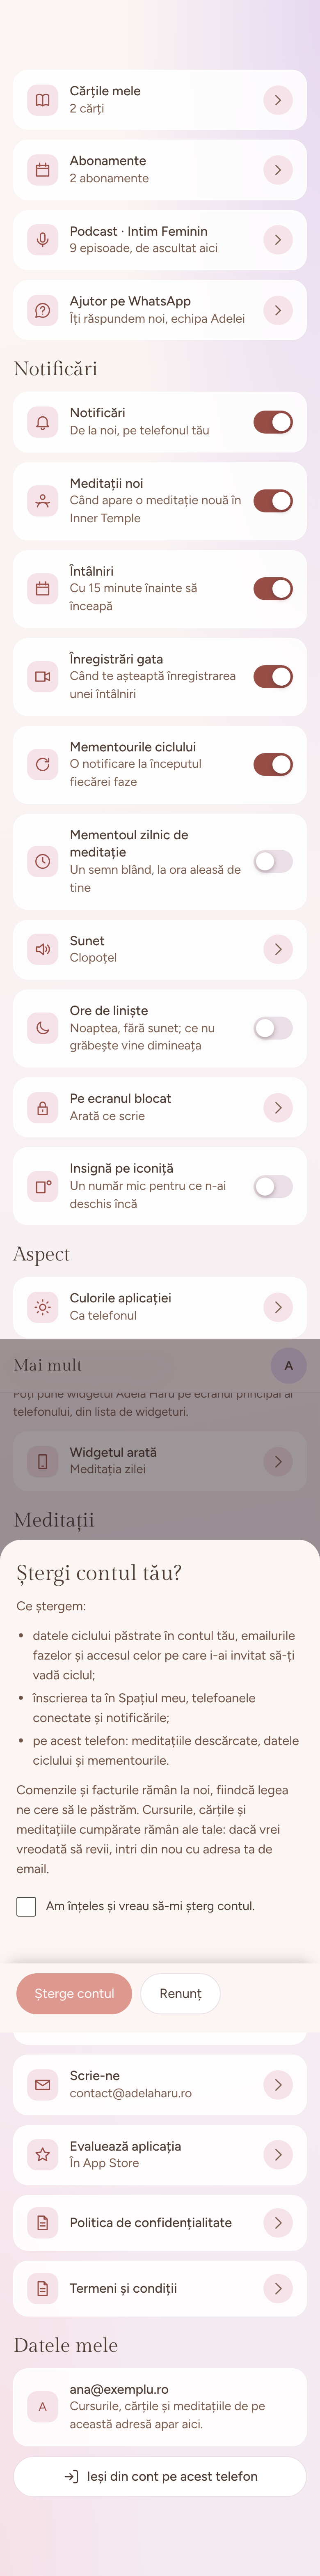 Cărțile mele
2 cărți
Abonamente
2 abonamente
Podcast · Intim Feminin
9 episoade, de ascultat aici
Ajutor pe WhatsApp
Îți răspundem noi, echipa Adelei
Notificări
Notificări
De la noi, pe telefonul tău
Meditații noi
Când apare o meditație nouă în
Inner Temple
Întâlniri
Cu 15 minute înainte să
înceapă
Înregistrări gata
Când te așteaptă înregistrarea
unei întâlniri
Mementourile ciclului
O notificare la începutul
fiecărei faze
Mementoul zilnic de
meditație
Un semn blând, la ora aleasă de
tine
Sunet
Clopoțel
Ore de liniște
Noaptea, fără sunet; ce nu
grăbește vine dimineața
Pe ecranul blocat
Arată ce scrie
Insignă pe iconiță
Un număr mic pentru ce n-ai
deschis încă
Aspect
Culorile aplicației
Ca telefonul
Mai mult
A
Poți pune widgetul Adela Haru pe ecranul principal al
telefonului, din lista de widgeturi.
Widgetul arată
Meditația zilei
Meditații
Ștergi contul tău?
Ce ștergem:
• datele ciclului păstrate în contul tău, emailurile
fazelor și accesul celor pe care i-ai invitat să-ți
vadă ciclul;
• înscrierea ta în Spațiul meu, telefoanele
conectate și notificările;
• pe acest telefon: meditațiile descărcate, datele
ciclului și mementourile.
Comenzile și facturile rămân la noi, fiindcă legea
ne cere să le păstrăm. Cursurile, cărțile și
meditațiile cumpărate rămân ale tale: dacă vrei
vreodată să revii, intri din nou cu adresa ta de
email.
Am înțeles și vreau să-mi șterg contul.
Șterge contul
Renunț
Scrie-ne
contact@adelaharu.ro
Evaluează aplicația
În App Store
Politica de confidențialitate
Termeni și condiții
Datele mele
A
ana@exemplu.ro
Cursurile, cărțile și meditațiile de pe
această adresă apar aici.
Ieși din cont pe acest telefon